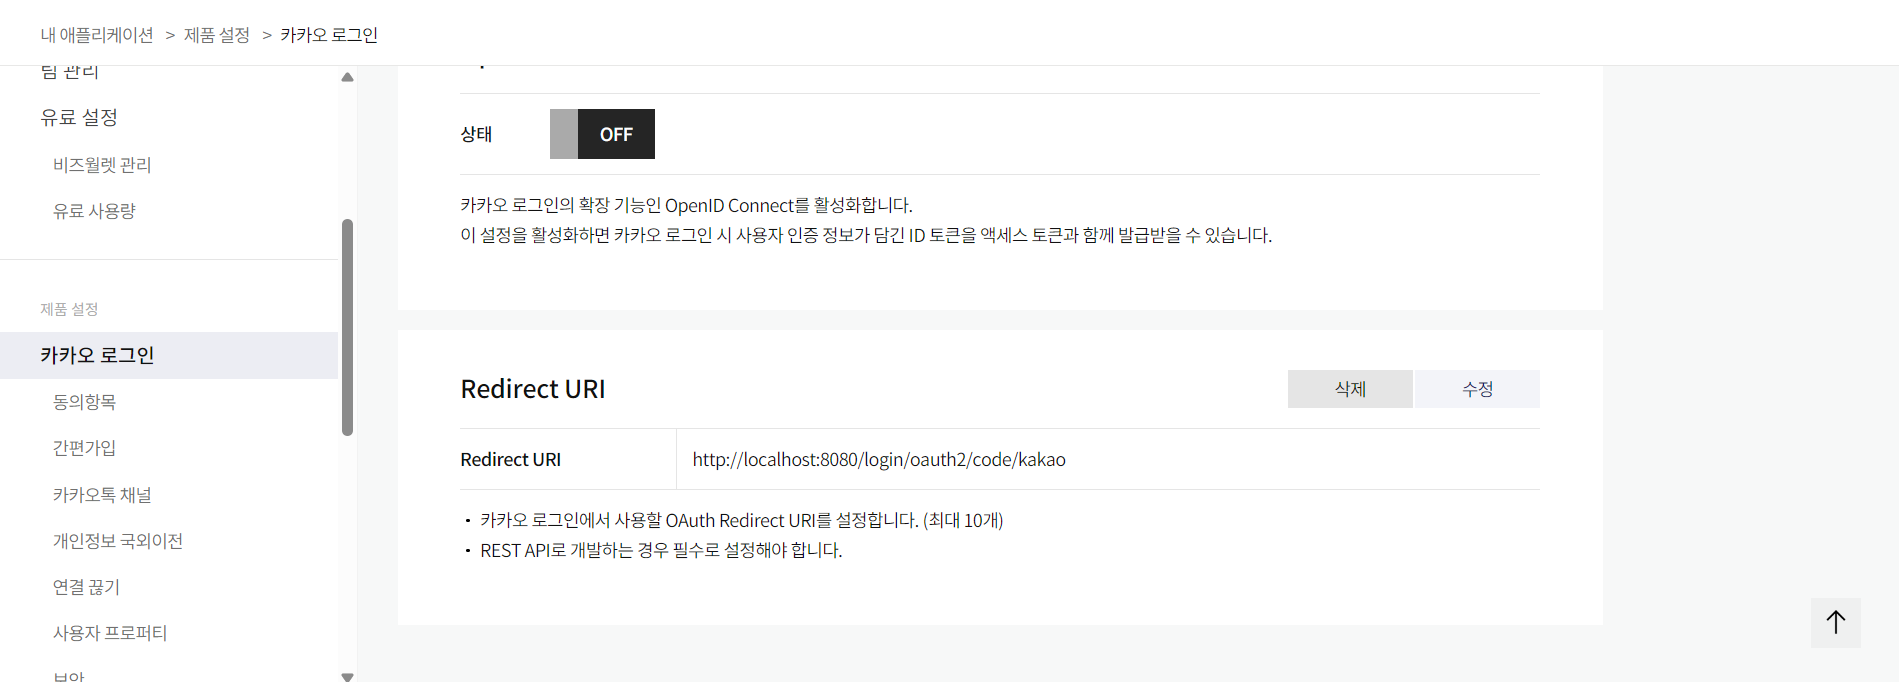 내 애플리케이션 > 제품 설정 > 카카오 로그인
팀 관리
유료 설정
비즈월렛 관리
유료 사용량
제품 설정
카카오 로그인
동의항목
간편가입
카카오톡 채널
개인정보 국외이전
연결 끊기
사용자 프로퍼티
보안
상태
OFF
카카오 로그인의 확장 기능인 OpenID Connect를 활성화합니다.
이 설정을 활성화하면 카카오 로그인 시 사용자 인증 정보가 담긴 ID 토큰을 액세스 토큰과 함께 발급받을 수 있습니다.
Redirect URI
삭제
수정
Redirect URI
http://localhost:8080/login/oauth2/code/kakao
• 카카오 로그인에서 사용할 OAuth Redirect URI를 설정합니다. (최대 10개)
• REST API로 개발하는 경우 필수로 설정해야 합니다.